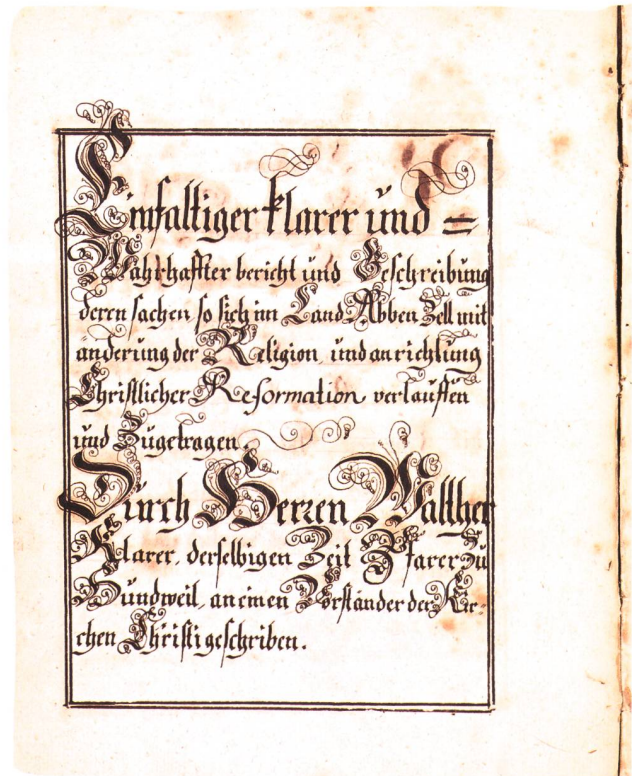 Einfaltiger klarer und =
Wahrhaffter bericht und Beschreibung
deren sachen so sich im Land Abben Zell mit
anderung der Religion, und anrichtung
Christlicher Reformation verlauffen
und Zugetragen.
Durch Herren Walther
Klarer, derselbigen Zeit Pfarer zu
Hundweil, an einen Vorständer der Kir-
chen Christi geschriben.